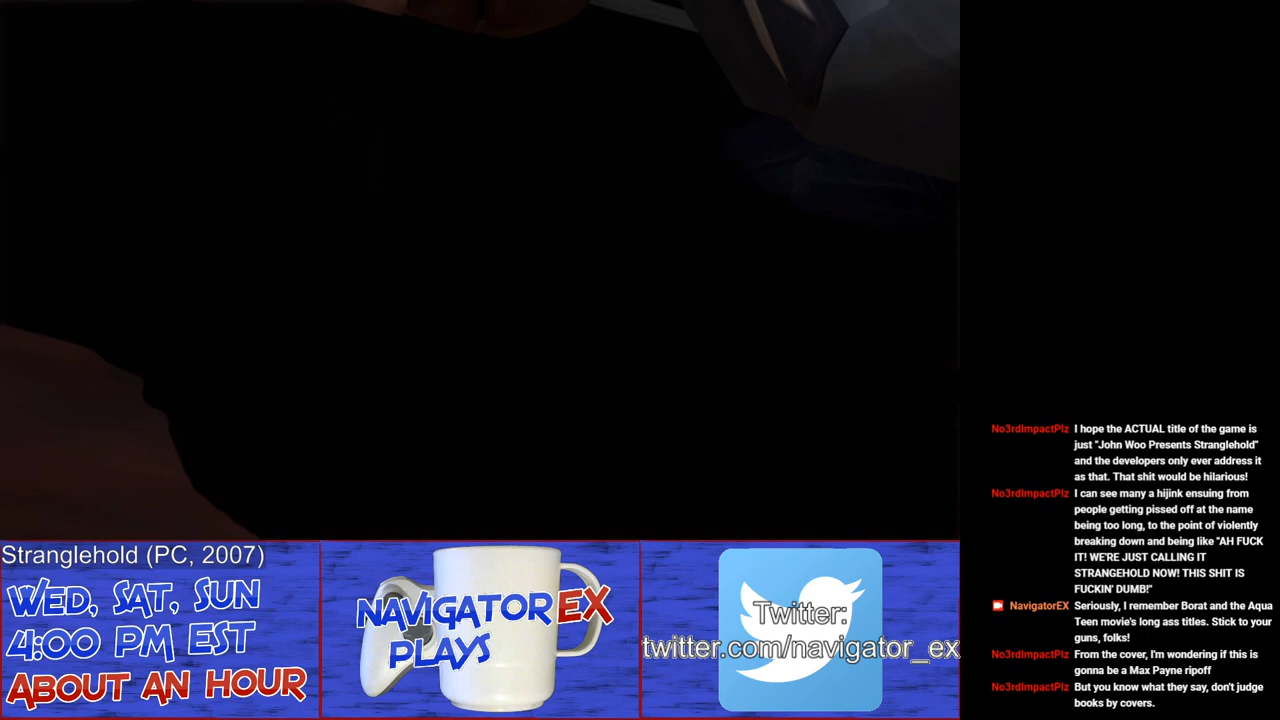 No3rdImpactPlz I hope the ACTUAL title of the game is
just "John Woo Presents Stranglehold"
and the developers only ever address it
as that. That shit would be hilarious!
No3rdImpactPlz I can see many a hijink ensuing from
people getting pissed off at the name
being too long, to the point of violently
breaking down and being like "AH FUCK
IT! WE'RE JUST CALLING IT
STRANGLEHOLD NOW! THIS SHIT IS
FUCKIN' DUMB!"
NavigatorEX Seriously, I remember Borat and the Aqua
Teen movie's long ass titles. Stick to your
guns, folks!
No3rdImpactPlz From the cover, I'm wondering if this is
gonna be a Max Payne ripoff
No3rdImpactPlz But you know what they say, don't judge
books by covers.
Stranglehold (PC, 2007)
WED, SAT, SUN
4:00 PM EST
ABOUT AN HOUR
NAVIGATOR EX
PLAYS
Twitter:
twitter.com/navigator_ex